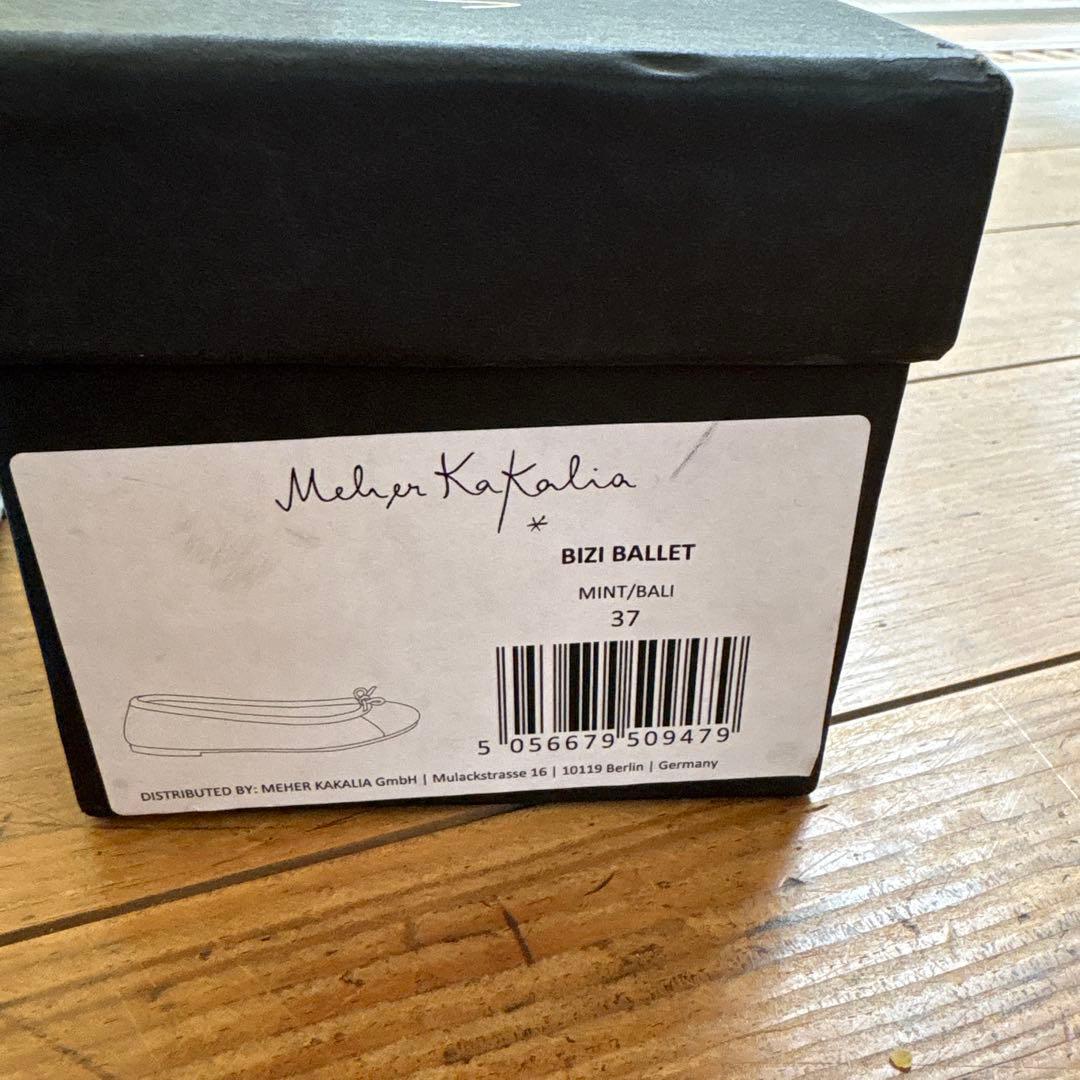 Meher Kakalia
*
BIZI BALLET
MINT/BALI
37
5 056679 509479
DISTRIBUTED BY: MEHER KAKALIA GmbH | Mulackstrasse 16 | 10119 Berlin | Germany